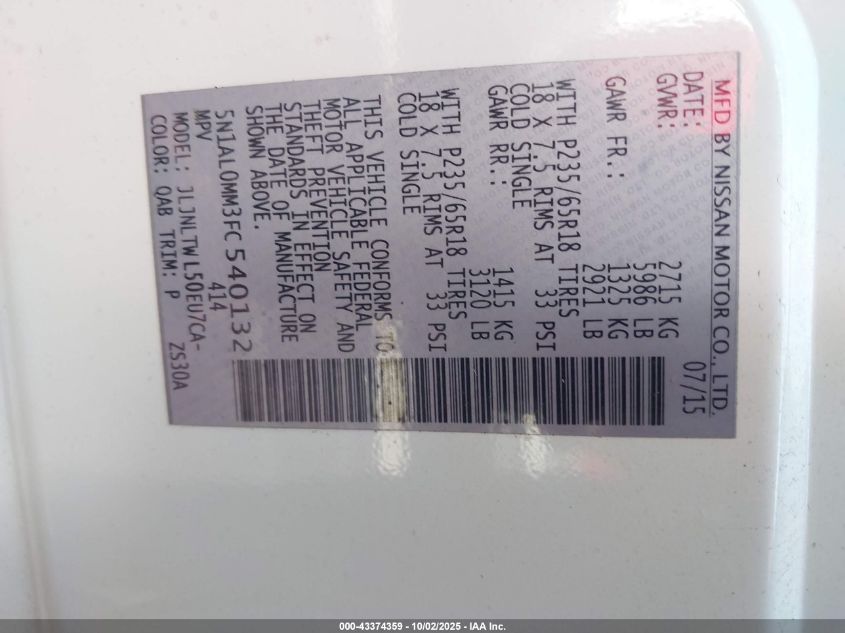 MFD BY NISSAN MOTOR CO., LTD.
DATE: 07/15
GVWR: 2715 KG
5986 LB
GAWR FR.: 1325 KG
2921 LB
WITH P235/65R18 TIRES
18 X 7.5 RIMS AT 33 PSI
COLD SINGLE
GAWR RR.: 1415 KG
3120 LB
WITH P235/65R18 TIRES
18 X 7.5 RIMS AT 33 PSI
COLD SINGLE
THIS VEHICLE CONFORMS TO
ALL APPLICABLE FEDERAL
MOTOR VEHICLE SAFETY AND
THEFT PREVENTION
STANDARDS IN EFFECT ON
THE DATE OF MANUFACTURE
SHOWN ABOVE.
5N1AL0MM3FC540132
MPV 414
MODEL: JLJNLTWL50EU7CA-
COLOR: QAB TRIM: P ZS30A
000-43374359 - 10/02/2025 - IAA Inc.